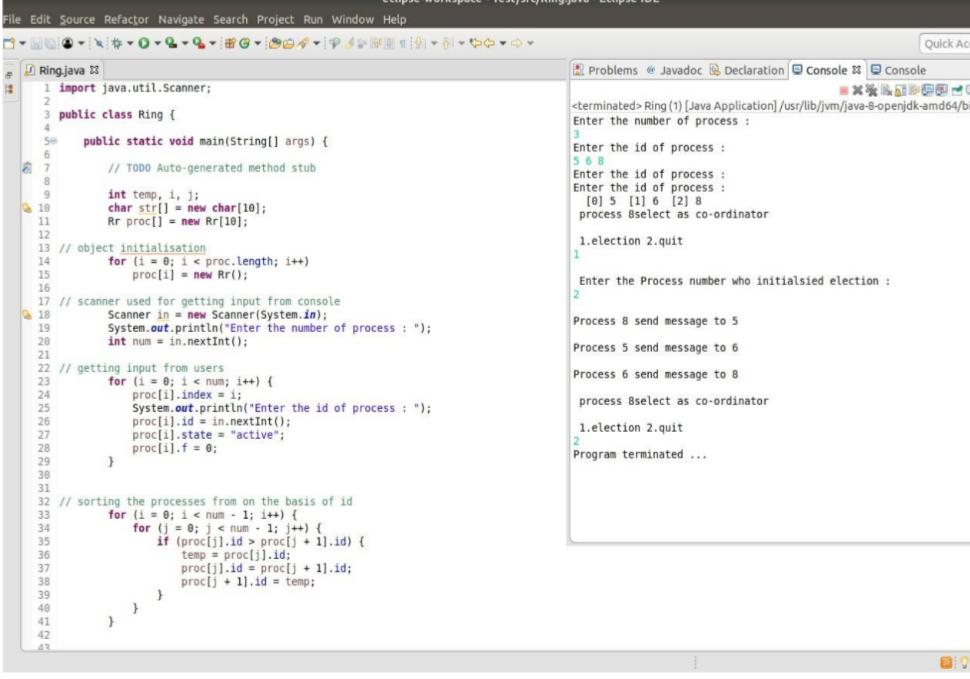 eclipse-workspace - Test/src/Ring.java - Eclipse IDE
File Edit Source Refactor Navigate Search Project Run Window Help
Quick Acc
Ring.java
1 import java.util.Scanner;
2
3 public class Ring {
4
5 public static void main(String[] args) {
6
7 // TODO Auto-generated method stub
8
9 int temp, i, j;
10 char str[] = new char[10];
11 Rr proc[] = new Rr[10];
12
13 // object initialisation
14 for (i = 0; i < proc.length; i++)
15 proc[i] = new Rr();
16
17 // scanner used for getting input from console
18 Scanner in = new Scanner(System.in);
19 System.out.println("Enter the number of process : ");
20 int num = in.nextInt();
21
22 // getting input from users
23 for (i = 0; i < num; i++) {
24 proc[i].index = i;
25 System.out.println("Enter the id of process : ");
26 proc[i].id = in.nextInt();
27 proc[i].state = "active";
28 proc[i].f = 0;
29 }
30
31
32 // sorting the processes from on the basis of id
33 for (i = 0; i < num - 1; i++) {
34 for (j = 0; j < num - 1; j++) {
35 if (proc[j].id > proc[j + 1].id) {
36 temp = proc[j].id;
37 proc[j].id = proc[j + 1].id;
38 proc[j + 1].id = temp;
39 }
40 }
41 }
42
43
Problems Javadoc Declaration Console Console
<terminated> Ring (1) [Java Application] /usr/lib/jvm/java-8-openjdk-amd64/bi
Enter the number of process :
3
Enter the id of process :
5 6 8
Enter the id of process :
Enter the id of process :
[0] 5 [1] 6 [2] 8
process 8select as co-ordinator
1.election 2.quit
1
Enter the Process number who initialsied election :
2
Process 8 send message to 5
Process 5 send message to 6
Process 6 send message to 8
process 8select as co-ordinator
1.election 2.quit
2
Program terminated ...